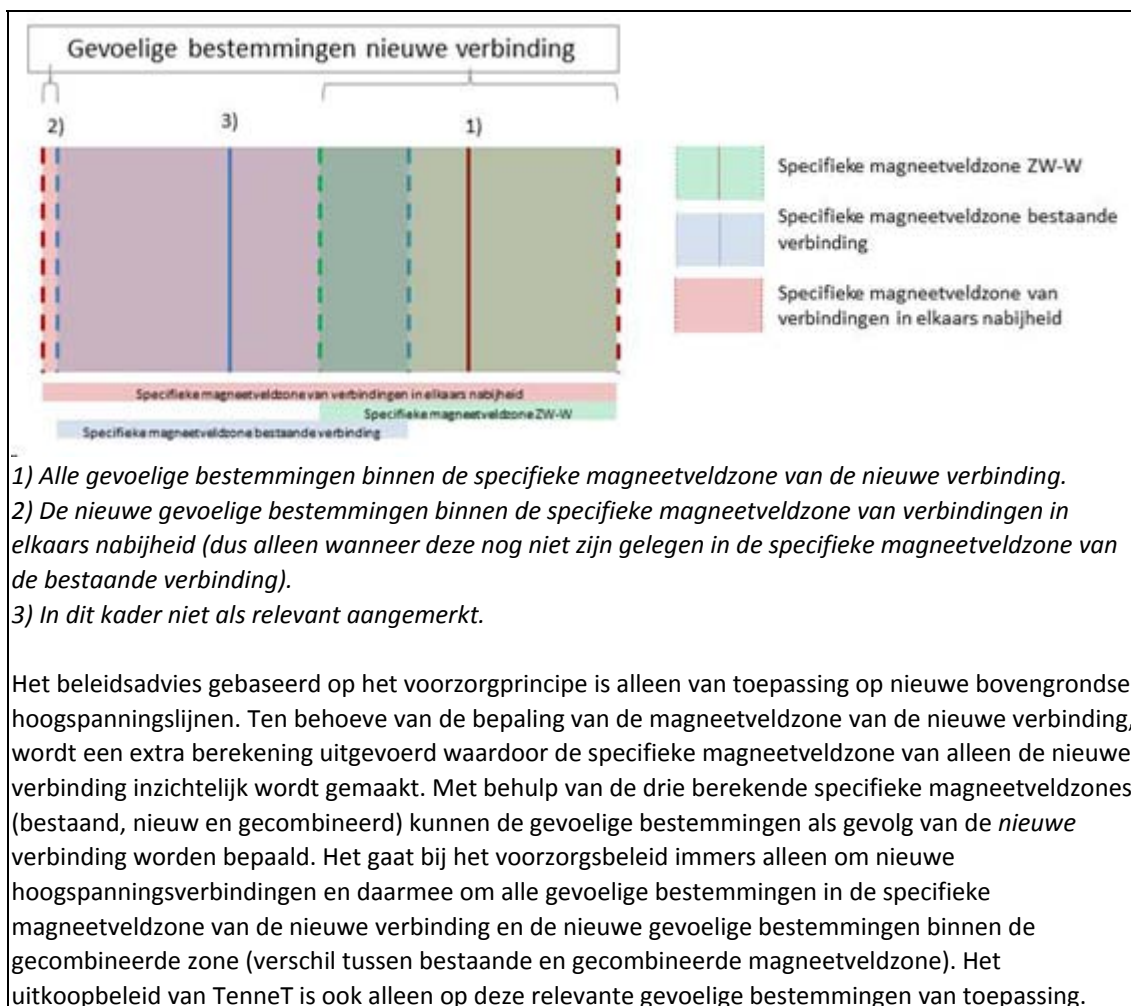 Gevoelige bestemmingen nieuwe verbinding
2)
3)
1)
Specifieke magneetveldzone ZW-W
Specifieke magneetveldzone bestaande
verbinding
Specifieke magneetveldzone van
verbindingen in elkaars nabijheid
Specifieke magneetveldzone van verbindingen in elkaars nabijheid
Specifieke magneetveldzone ZW-W
Specifieke magneetveldzone bestaande verbinding
1) Alle gevoelige bestemmingen binnen de specifieke magneetveldzone van de nieuwe verbinding.
2) De nieuwe gevoelige bestemmingen binnen de specifieke magneetveldzone van verbindingen in
elkaars nabijheid (dus alleen wanneer deze nog niet zijn gelegen in de specifieke magneetveldzone van
de bestaande verbinding).
3) In dit kader niet als relevant aangemerkt.
Het beleidsadvies gebaseerd op het voorzorgprincipe is alleen van toepassing op nieuwe bovengrondse
hoogspanningslijnen. Ten behoeve van de bepaling van de magneetveldzone van de nieuwe verbinding,
wordt een extra berekening uitgevoerd waardoor de specifieke magneetveldzone van alleen de nieuwe
verbinding inzichtelijk wordt gemaakt. Met behulp van de drie berekende specifieke magneetveldzones
(bestaand, nieuw en gecombineerd) kunnen de gevoelige bestemmingen als gevolg van de nieuwe
verbinding worden bepaald. Het gaat bij het voorzorgsbeleid immers alleen om nieuwe
hoogspanningsverbindingen en daarmee om alle gevoelige bestemmingen in de specifieke
magneetveldzone van de nieuwe verbinding en de nieuwe gevoelige bestemmingen binnen de
gecombineerde zone (verschil tussen bestaande en gecombineerde magneetveldzone). Het
uitkoopbeleid van TenneT is ook alleen op deze relevante gevoelige bestemmingen van toepassing.